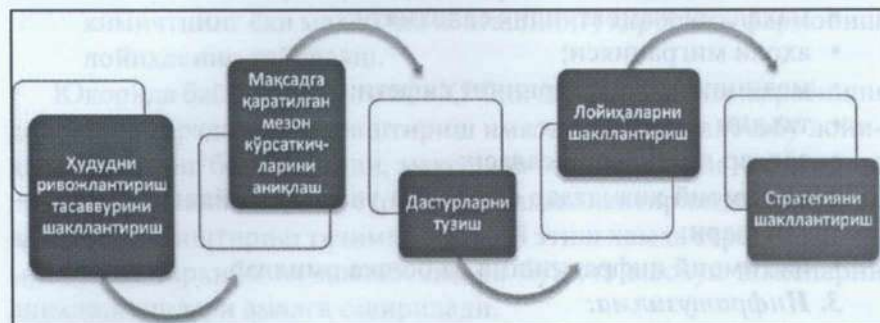 Ҳудудни
ривожлантириш
тасаввурини
шакллантириш
Мақсадга
қаратилган
мезон
кўрсаткич-
ларини
аниқлаш
Дастурларни
тузиш
Лойиҳаларни
шакллантириш
Стратегияни
шакллантириш